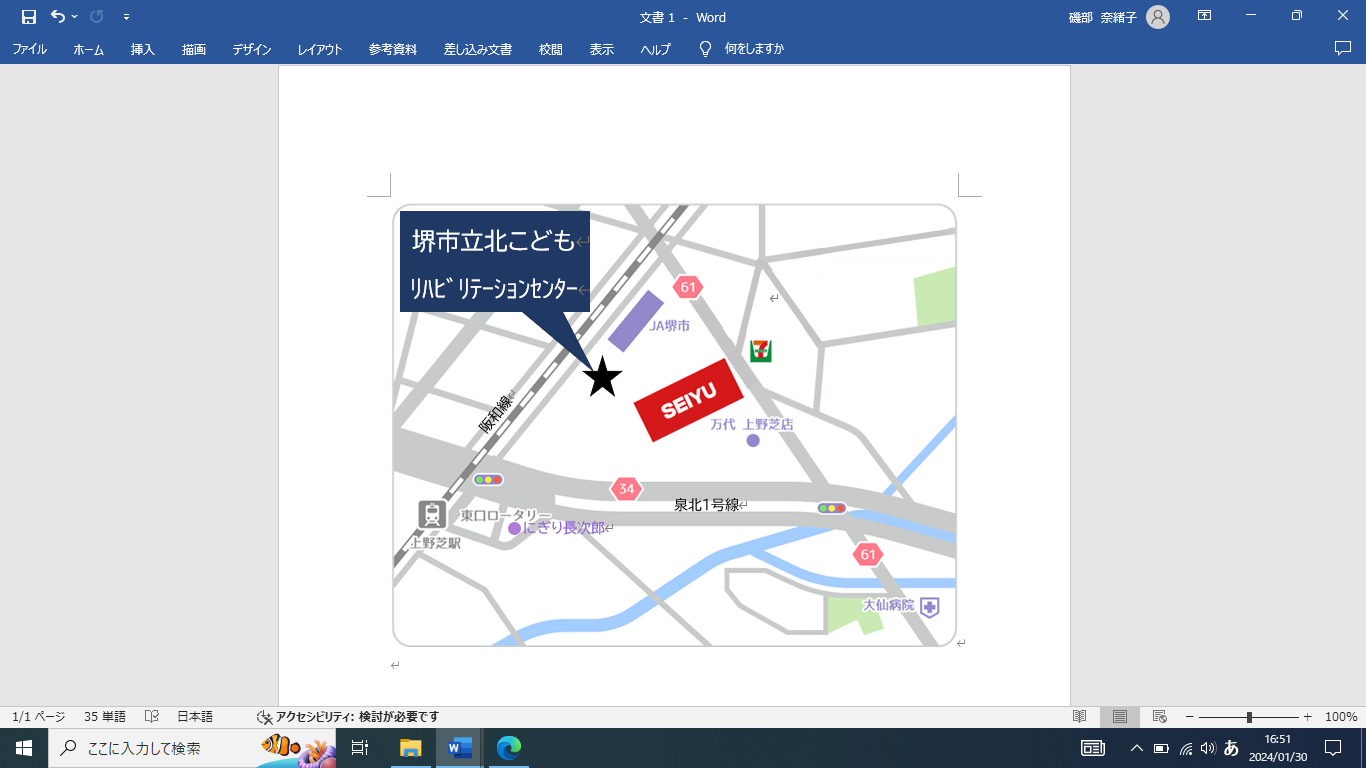 文書 1 - Word
磯部 奈緒子
ファイル ホーム 挿入 描画 デザイン レイアウト 参考資料 差し込み文書 校閲 表示 ヘルプ 何をしますか
堺市立北こども
ﾘﾊﾋﾞﾘﾃｰｼｮﾝｾﾝﾀｰ
61
JA堺市
7
SEIYU
阪和線
万代 上野芝店
34
泉北1号線
東口ロータリー
にぎり長次郎
上野芝駅
61
大仙病院
1/1 ページ 35 単語 日本語 アクセシビリティ: 検討が必要です 100%
ここに入力して検索
あ
16:51
2024/01/30